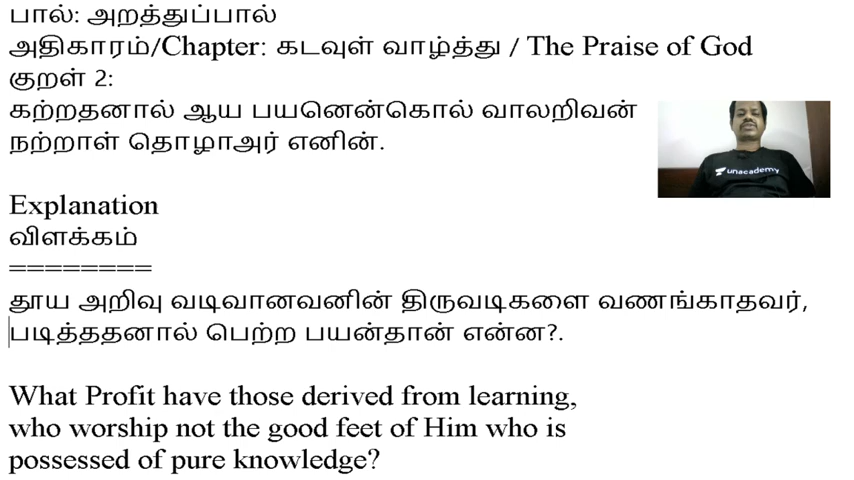 பால்: அறத்துப்பால்
அதிகாரம்/Chapter: கடவுள் வாழ்த்து / The Praise of God
குறள் 2:
கற்றதனால் ஆய பயனென்கொல் வாலறிவன்
நற்றாள் தொழாஅர் எனின்.
unacademy
Explanation
விளக்கம்
=========
தூய அறிவு வடிவானவனின் திருவடிகளை வணங்காதவர்,
படித்ததனால் பெற்ற பயன்தான் என்ன?.
What Profit have those derived from learning,
who worship not the good feet of Him who is
possessed of pure knowledge?